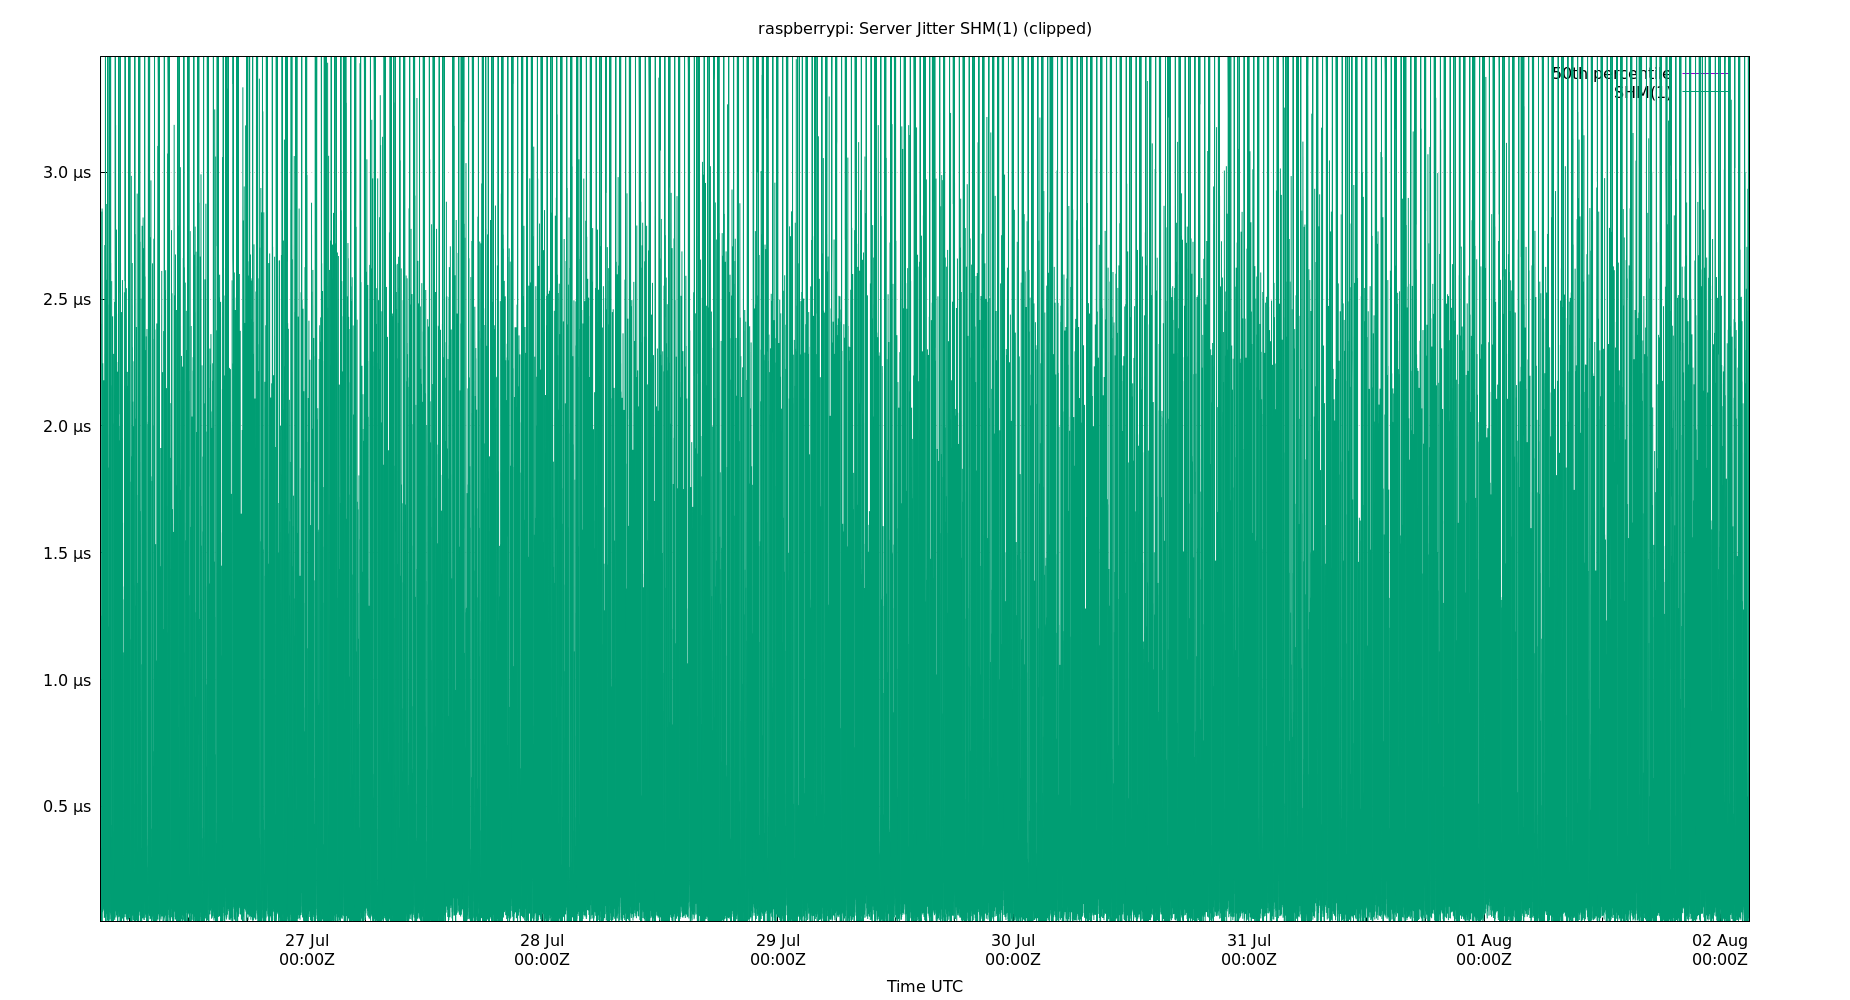 raspberrypi: Server Jitter SHM(1) (clipped)
50th percentile
SHM(1)
3.0 µs
2.5 µs
2.0 µs
1.5 µs
1.0 µs
0.5 µs
27 Jul 28 Jul 29 Jul 30 Jul 31 Jul 01 Aug 02 Aug
00:00Z 00:00Z 00:00Z 00:00Z 00:00Z 00:00Z 00:00Z
Time UTC